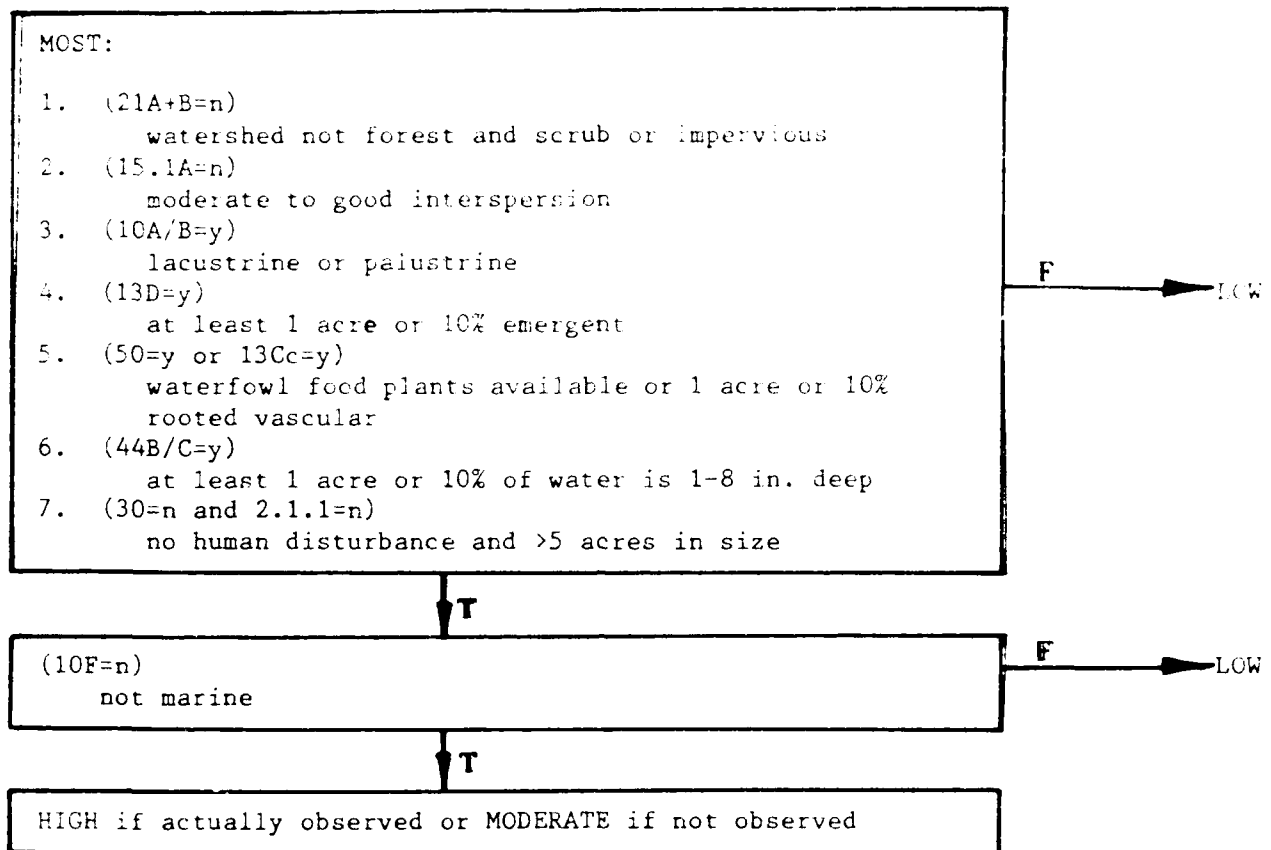 MOST:
1. (21A+B=n)
watershed not forest and scrub or impervious
2. (15.1A=n)
moderate to good interspersion
3. (10A/B=y)
lacustrine or palustrine
4. (13D=y)
at least 1 acre or 10% emergent
5. (50=y or 13Cc=y)
waterfowl food plants available or 1 acre or 10%
rooted vascular
6. (44B/C=y)
at least 1 acre or 10% of water is 1-8 in. deep
7. (30=n and 2.1.1=n)
no human disturbance and >5 acres in size
F
LOW
T
(10F=n)
not marine
F
LOW
T
HIGH if actually observed or MODERATE if not observed